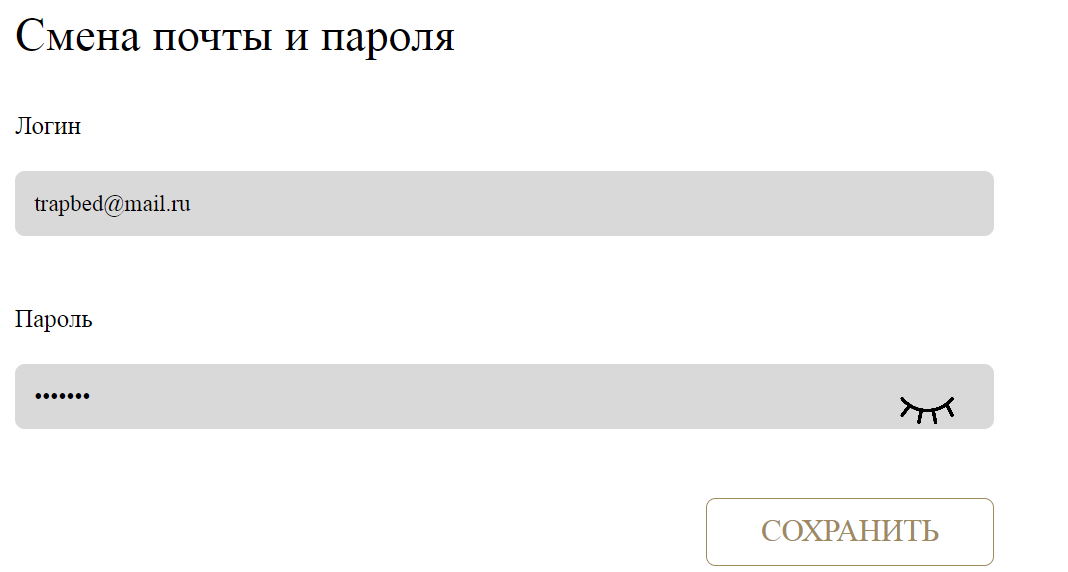 Смена почты и пароля
Логин
trapbed@mail.ru
Пароль
•••••••
СОХРАНИТЬ